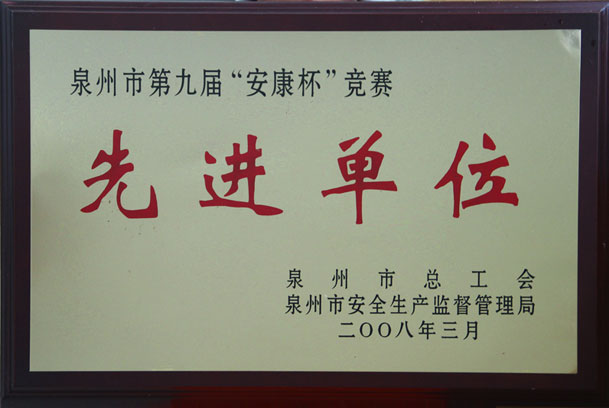 泉州市第九届“安康杯”竞赛
先进单位
泉州市总工会
泉州市安全生产监督管理局
二OO八年三月